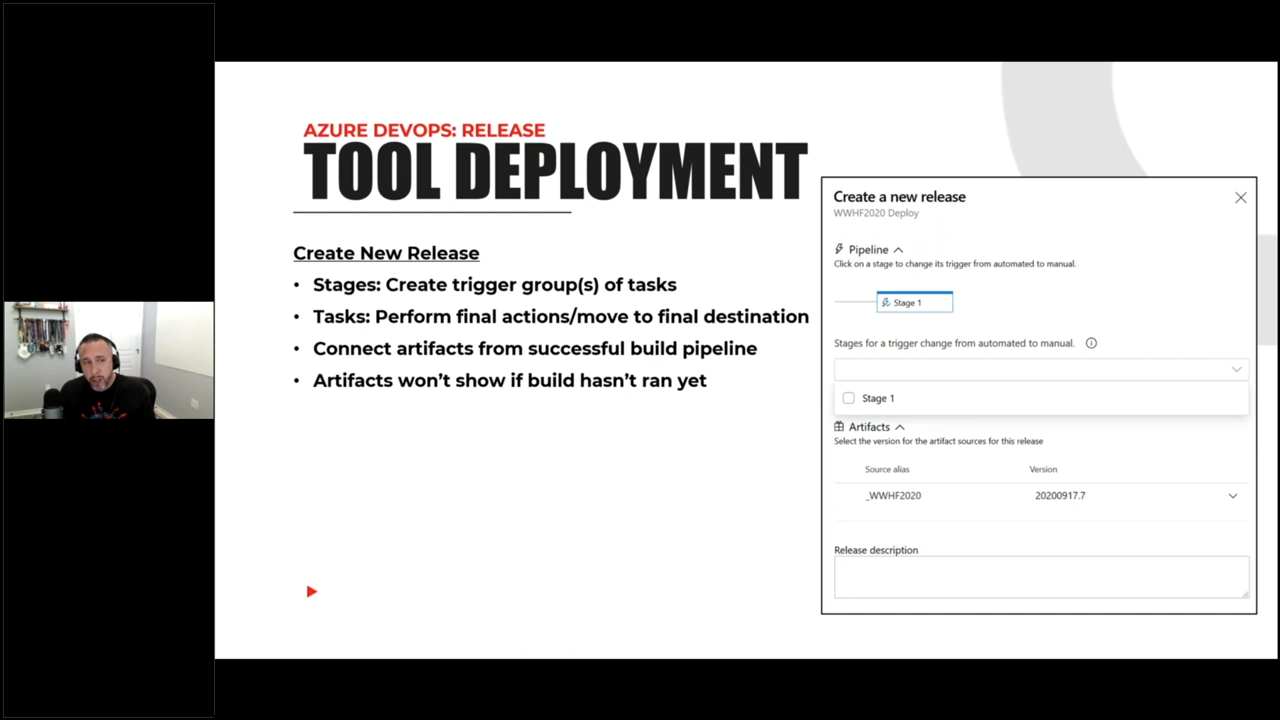 AZURE DEVOPS: RELEASE
TOOL DEPLOYMENT
Create New Release
• Stages: Create trigger group(s) of tasks
• Tasks: Perform final actions/move to final destination
• Connect artifacts from successful build pipeline
• Artifacts won’t show if build hasn’t ran yet
Create a new release
WWHF2020 Deploy
Pipeline
Click on a stage to change its trigger from automated to manual.
Stage 1
Stages for a trigger change from automated to manual.
Stage 1
Artifacts
Select the version for the artifact sources for this release
Source alias Version
_WWHF2020 20200917.7
Release description